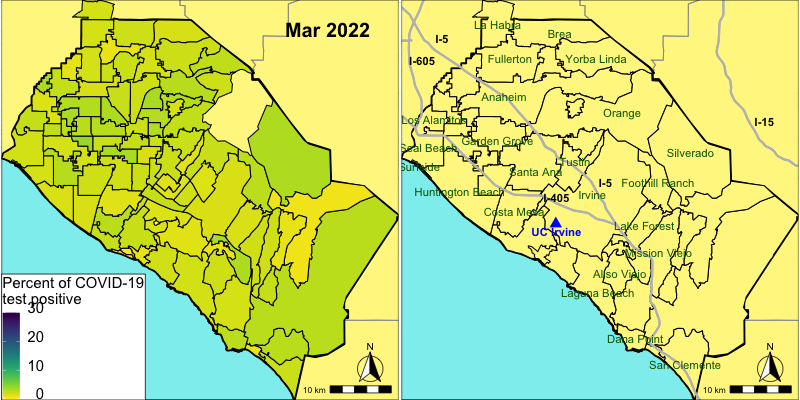 Mar 2022
Percent of COVID-19
test positive
30
20
10
0
N
10 km
La Habra
Brea
I-5
I-605
Fullerton
Yorba Linda
Anaheim
Orange
Los Alamitos
I-15
Garden Grove
Seal Beach
Silverado
Tustin
Sunside
Santa Ana
I-5
Foothill Ranch
Huntington Beach
Irvine
I-405
Costa Mesa
Lake Forest
UC Irvine
Mission Viejo
Aliso Viejo
Laguna Beach
Dana Point
San Clemente
N
10 km